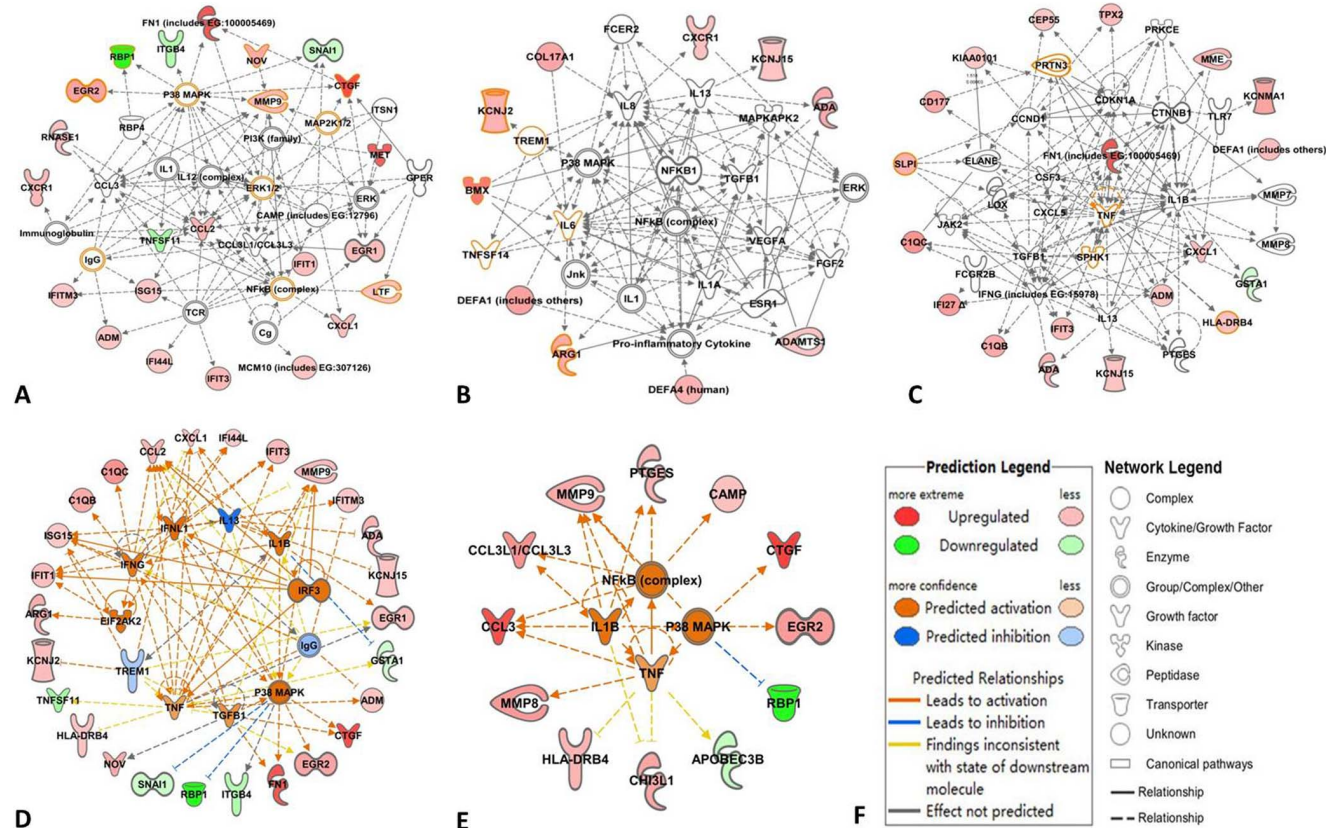 FN1 (includes EG:100005469)
ITGB4
RBP1
NOV
SNAI1
EGR2
P38 MAPK
MMP9
CTGF
MAP2K1/2
ITSN1
RBP4
PI3K (family)
RNASE1
MET
IL1
IL12 (complex)
GPER
CXCR1
CCL3
ERK1/2
ERK
CAMP (includes EG:12796)
Immunoglobulin
TNFSF11
CCL2
CCL3L1/CCL3L3
EGR1
IgG
IFIT1
IFITM3
ISG15
NFkB (complex)
LTF
TCR
CXCL1
ADM
Cg
IFI44L
IFIT3
MCM10 (includes EG:307126)
A
FCER2
CXCR1
COL17A1
KCNJ15
KCNJ2
IL8
IL13
ADA
TREM1
MAPKAPK2
P38 MAPK
NFKB1
TGFB1
BMX
ERK
IL6
NFkB (complex)
VEGFA
TNFSF14
FGF2
Jnk
IL1A
DEFA1 (includes others)
IL1
ESR1
ARG1
Pro-inflammatory Cytokine
ADAMTS1
DEFA4 (human)
B
CEP55
TPX2
PRKCE
KIAA0101
PRTN3
MME
CD177
CDKN1A
KCNMA1
CCND1
CTNNB1
TLR7
FN1 (includes EG:100005469)
DEFA1 (includes others)
SLPI
ELANE
CSF3
LOX
CXCL5
TNF
IL1B
MMP7
JAK2
C1QC
TGFB1
SPHK1
CXCL1
MMP8
FCGR2B
GSTA1
IFNG (includes EG:15978)
ADM
IFI27
IFIT3
IL13
HLA-DRB4
C1QB
PTGES
ADA
KCNJ15
C
CXCL1
IFI44L
CCL2
IFIT3
C1QC
MMP9
C1QB
IFITM3
IFNL1
IL13
ISG15
IL1B
ADA
IFNG
IFIT1
KCNJ15
IRF3
ARG1
EIF2AK2
EGR1
IgG
KCNJ2
TREM1
GSTA1
P38 MAPK
TNFSF11
TNF
TGFB1
ADM
HLA-DRB4
CTGF
NOV
EGR2
SNAI1
RBP1
ITGB4
FN1
D
PTGES
MMP9
CAMP
CCL3L1/CCL3L3
CTGF
NFkB (complex)
CCL3
IL1B
P38 MAPK
EGR2
TNF
MMP8
RBP1
HLA-DRB4
CHI3L1
APOBEC3B
E
Prediction Legend
more extreme less
Upregulated
Downregulated
more confidence less
Predicted activation
Predicted inhibition
Predicted Relationships
Leads to activation
Leads to inhibition
Findings inconsistent
with state of downstream
molecule
Effect not predicted
Network Legend
Complex
Cytokine/Growth Factor
Enzyme
Group/Complex/Other
Growth factor
Kinase
Peptidase
Transporter
Unknown
Canonical pathways
Relationship
Relationship
F